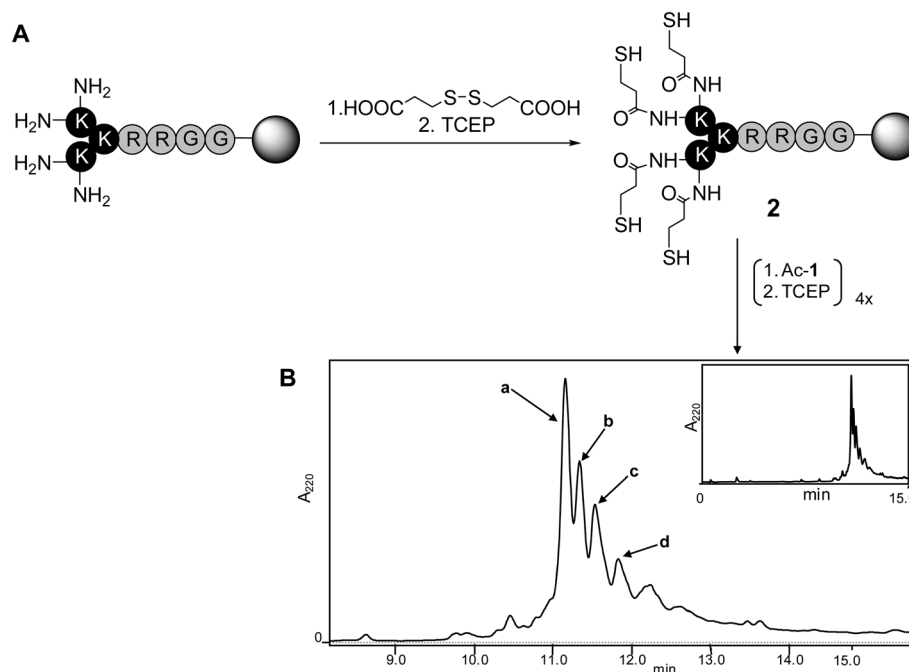 A
NH₂
H₂N
K
K R R G G
H₂N
K
NH₂
1.HOOC S-S COOH
2. TCEP
SH
SH
O NH
O NH
K
K R R G G
O NH
K
O NH
SH
SH
2
1. Ac-1
2. TCEP
4x
B
a
b
c
d
A₂₂₀
0
9.0 10.0 11.0 12.0 13.0 14.0 15.0
min
A₂₂₀
0 min 15.